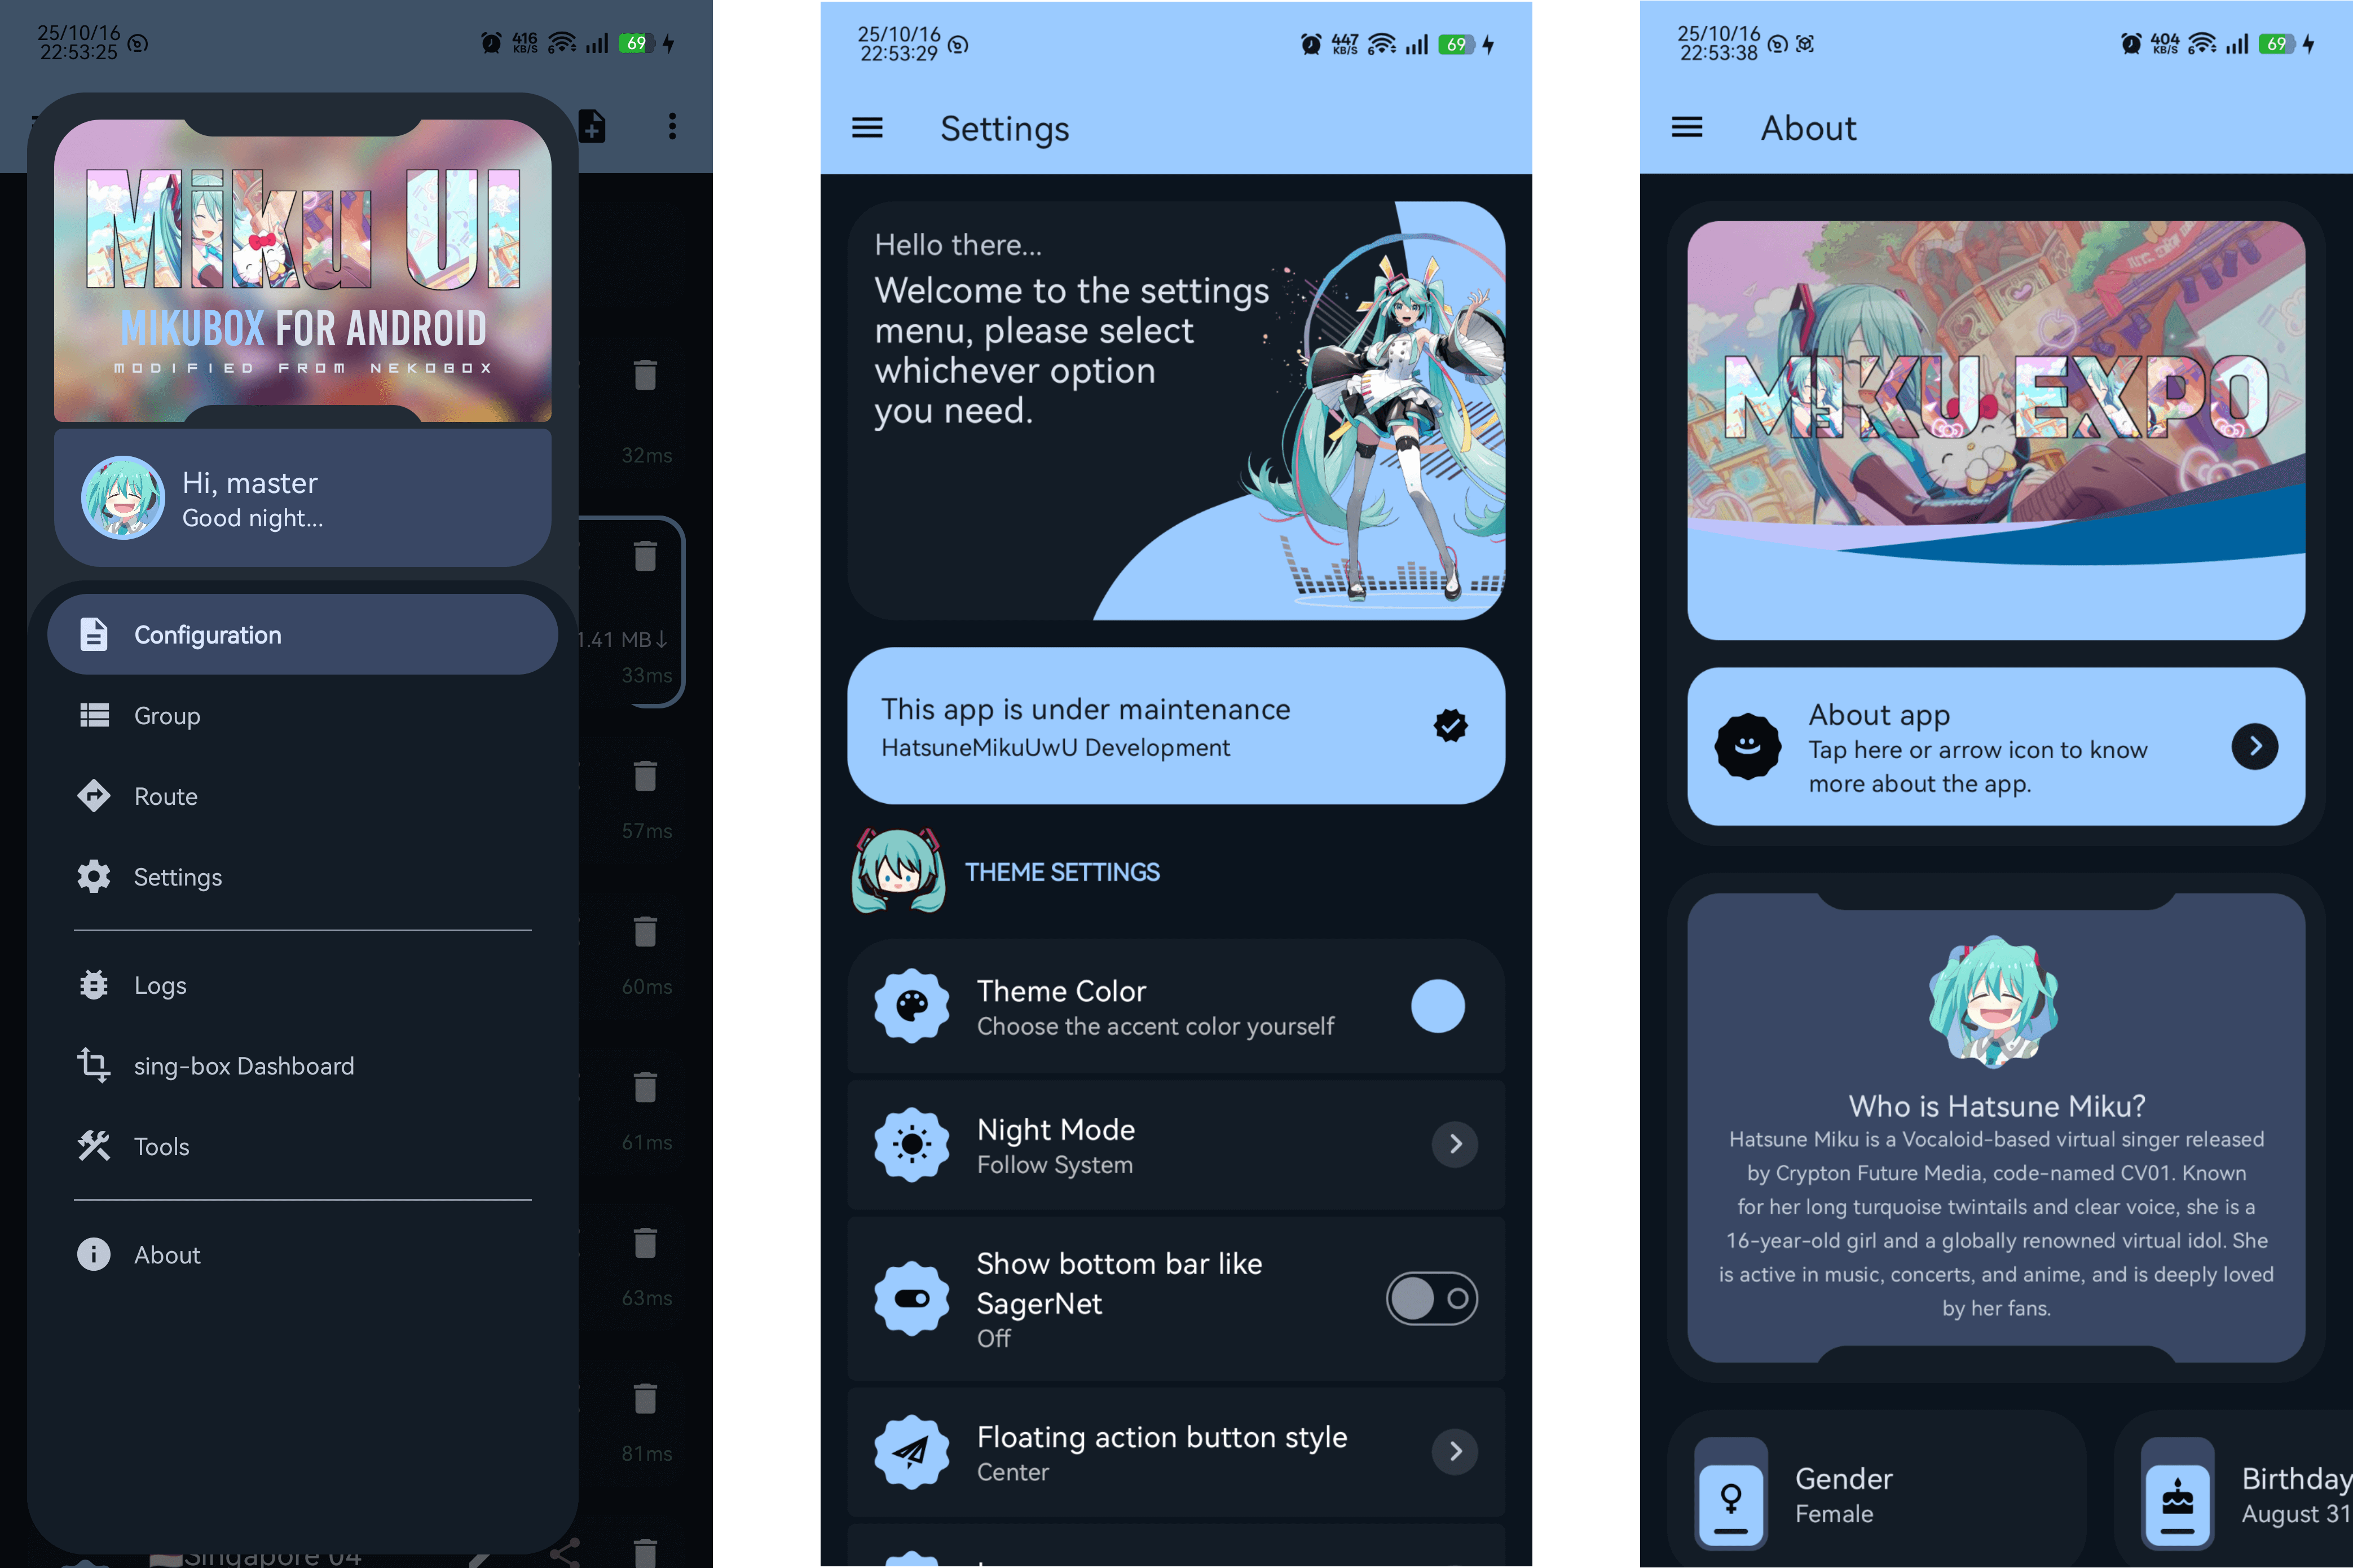 25/10/16
22:53:25
416
KB/S
6
69
Miku UI
MIKUBOX FOR ANDROID
MODIFIED FROM NEKOBOX
Hi, master
Good night...
Configuration
Group
Route
Settings
Logs
sing-box Dashboard
Tools
About
32ms
1.41 MB↓
33ms
57ms
60ms
61ms
63ms
81ms
Singapore 04
25/10/16
22:53:29
447
KB/S
6
69
Settings
Hello there...
Welcome to the settings
menu, please select
whichever option
you need.
This app is under maintenance
HatsuneMikuUwU Development
THEME SETTINGS
Theme Color
Choose the accent color yourself
Night Mode
Follow System
Show bottom bar like
SagerNet
Off
Floating action button style
Center
25/10/16
22:53:38
404
KB/S
6
69
About
MIKU EXPO
About app
Tap here or arrow icon to know
more about the app.
Who is Hatsune Miku?
Hatsune Miku is a Vocaloid-based virtual singer released
by Crypton Future Media, code-named CV01. Known
for her long turquoise twintails and clear voice, she is a
16-year-old girl and a globally renowned virtual idol. She
is active in music, concerts, and anime, and is deeply loved
by her fans.
Gender
Female
Birthday
August 31